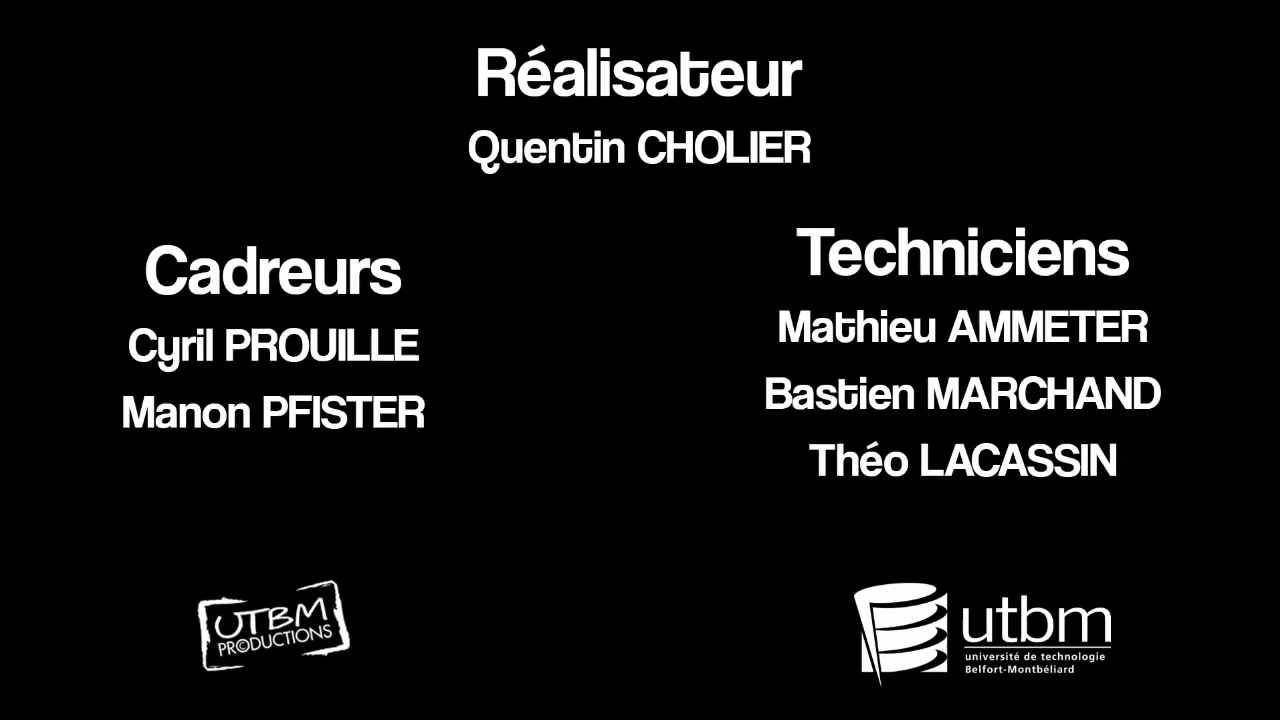 Réalisateur
Quentin CHOLIER
Cadreurs
Cyril PROUILLE
Manon PFISTER
Techniciens
Mathieu AMMETER
Bastien MARCHAND
Théo LACASSIN
UTBM
PRODUCTIONS
utbm
université de technologie
Belfort-Montbéliard